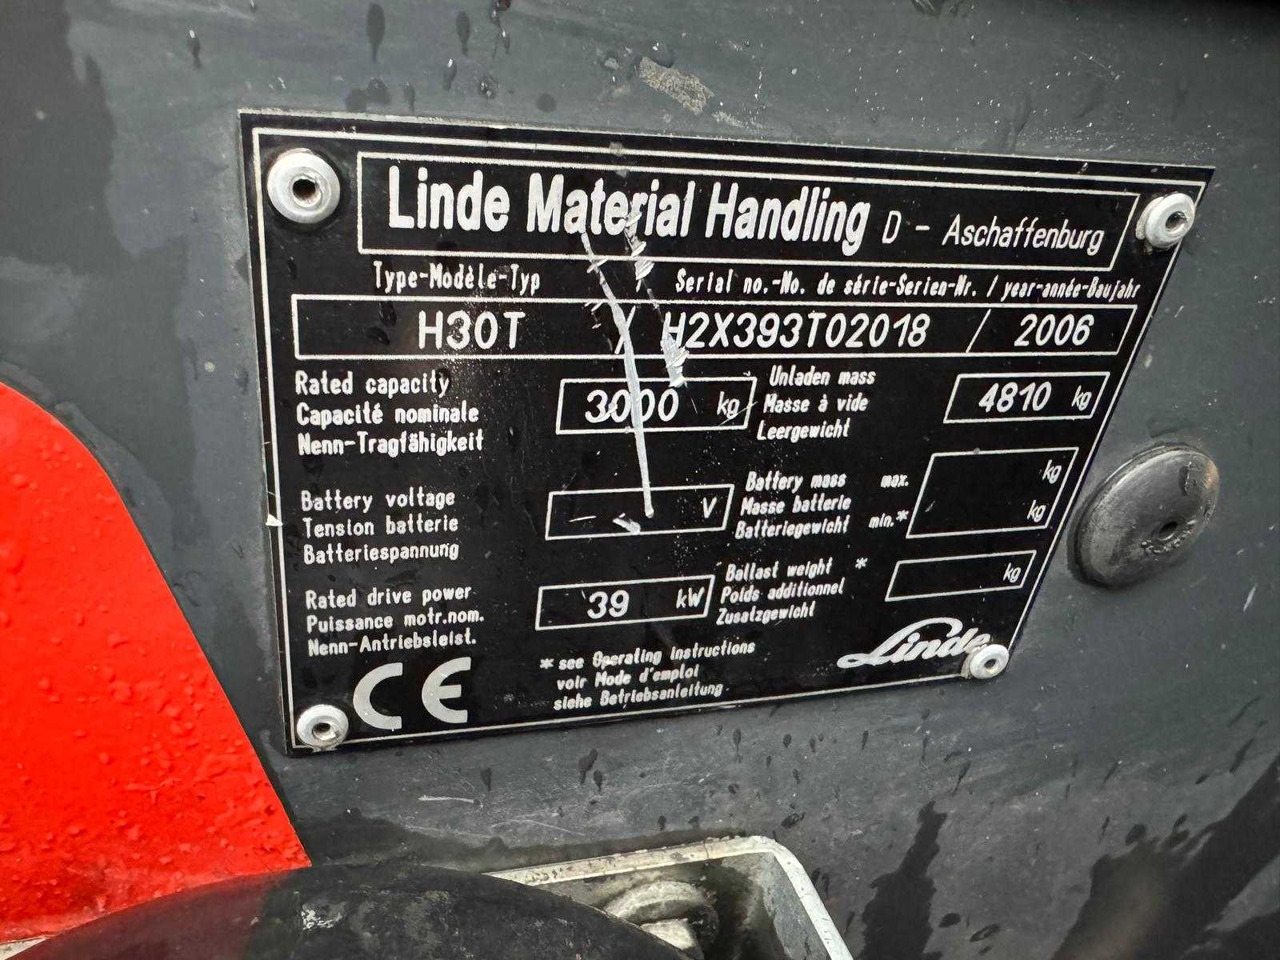 Linde Material Handling D - Aschaffenburg
Type-Modèle-Typ Serial no.-No. de série-Serien-Nr. / year-année-Baujahr
H30T / H2X393T02018 / 2006
Rated capacity
Capacité nominale
Nenn-Tragfähigkeit
3000 kg
Unladen mass
Masse à vide
Leergewicht
4810 kg
Battery voltage
Tension batterie
Batteriespannung
V
Battery mass max.
Masse batterie
Batteriegewicht min.*
kg
kg
Rated drive power
Puissance motr.nom.
Nenn-Antriebsleist.
39 kW
Ballast weight *
Poids additionnel
Zusatzgewicht
kg
* see Operating instructions
voir Mode d'emploi
siehe Betriebsanleitung
CE
Linde